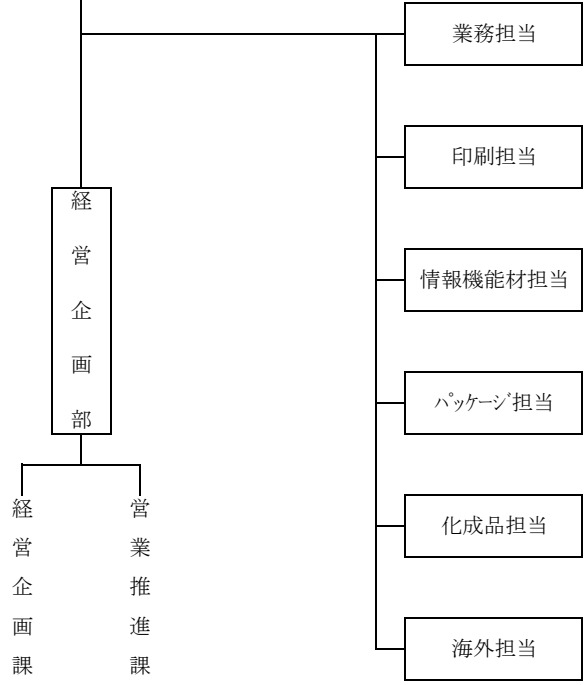 業務担当
印刷担当
情報機能材担当
ﾊﾟｯｹｰｼﾞ担当
化成品担当
海外担当
経営企画部
経営企画課
営業推進課